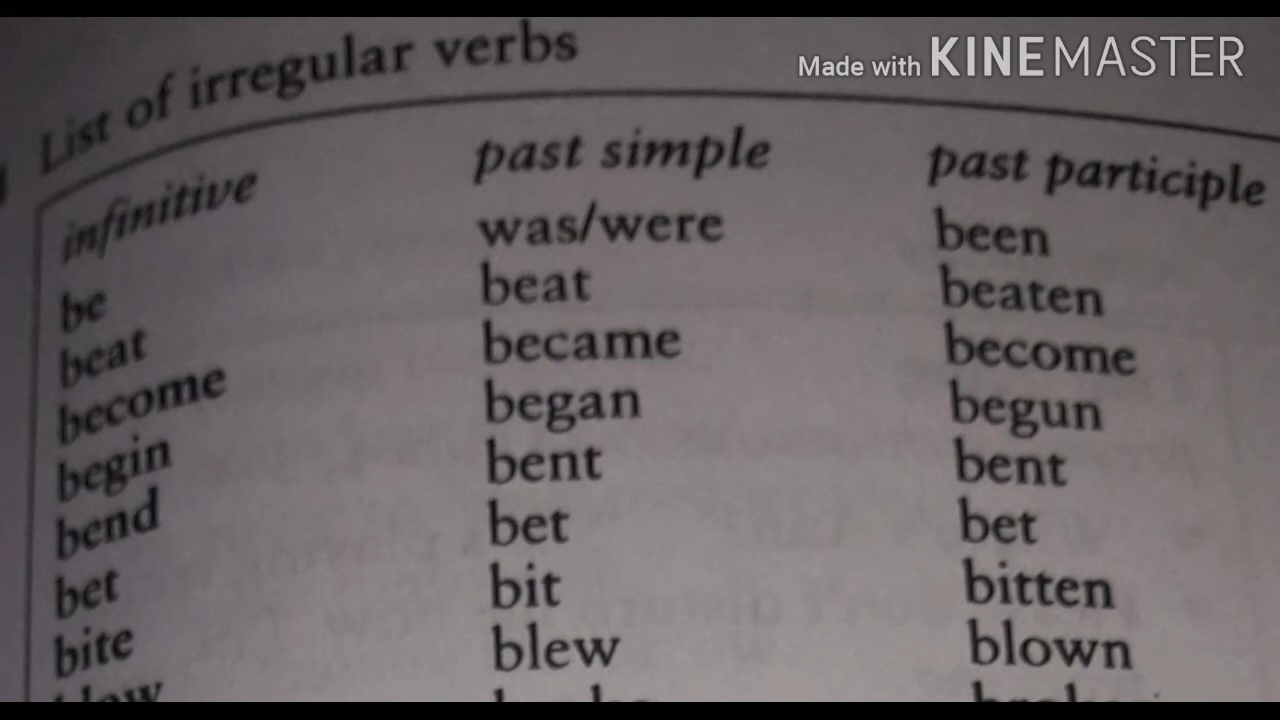 Made with KINEMASTER
List of irregular verbs
infinitive past simple past participle
be was/were been
beat beat beaten
become became become
begin began begun
bend bent bent
bet bet bet
bite bit bitten
blow blew blown